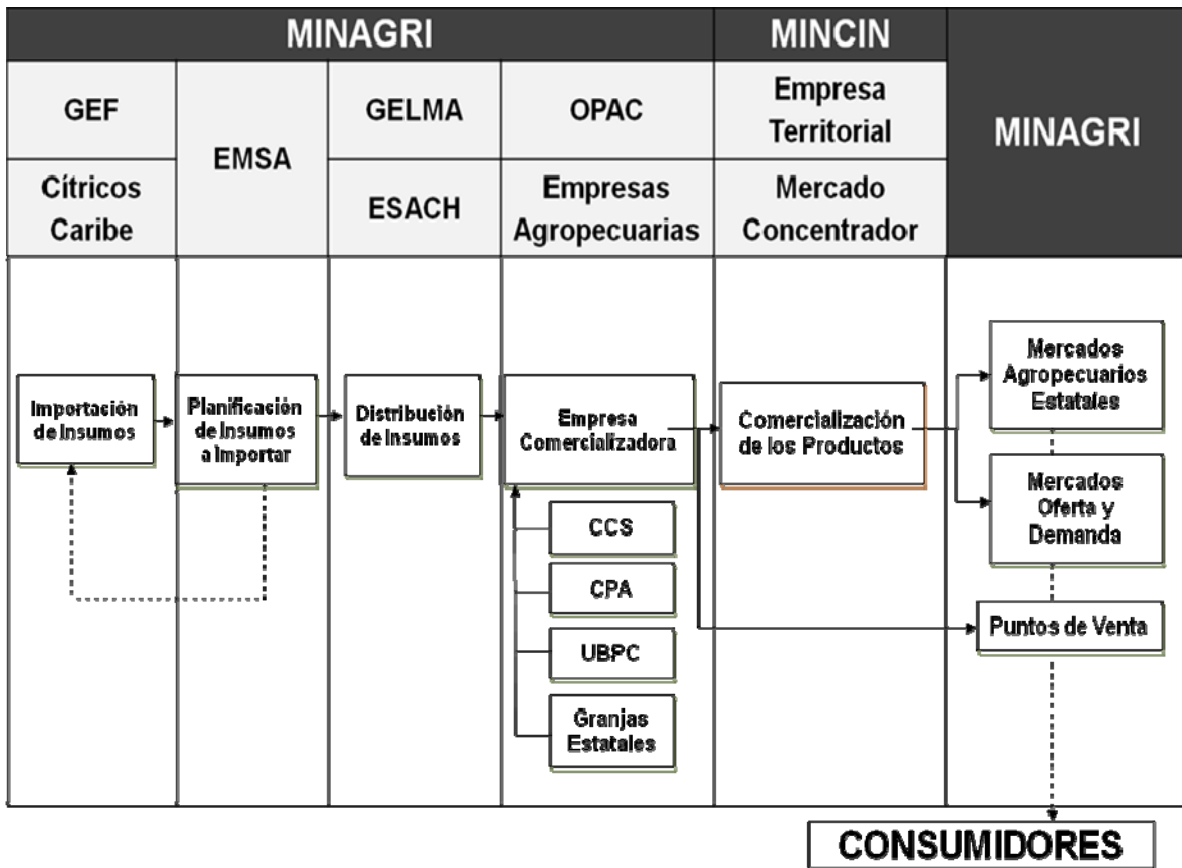 MINAGRI
MINCIN
MINAGRI
GEF
EMSA
GELMA
OPAC
Empresa
Territorial
Cítricos
Caribe
ESACH
Empresas
Agropecuarias
Mercado
Concentrador
Importación
de Insumos
Planificación
de Insumos
a Importar
Distribución
de Insumos
Empresa
Comercializadora
Comercialización
de los Productos
Mercados
Agropecuarios
Estatales
Mercados
Oferta y
Demanda
CCS
CPA
UBPC
Granjas
Estatales
Puntos de Venta
CONSUMIDORES